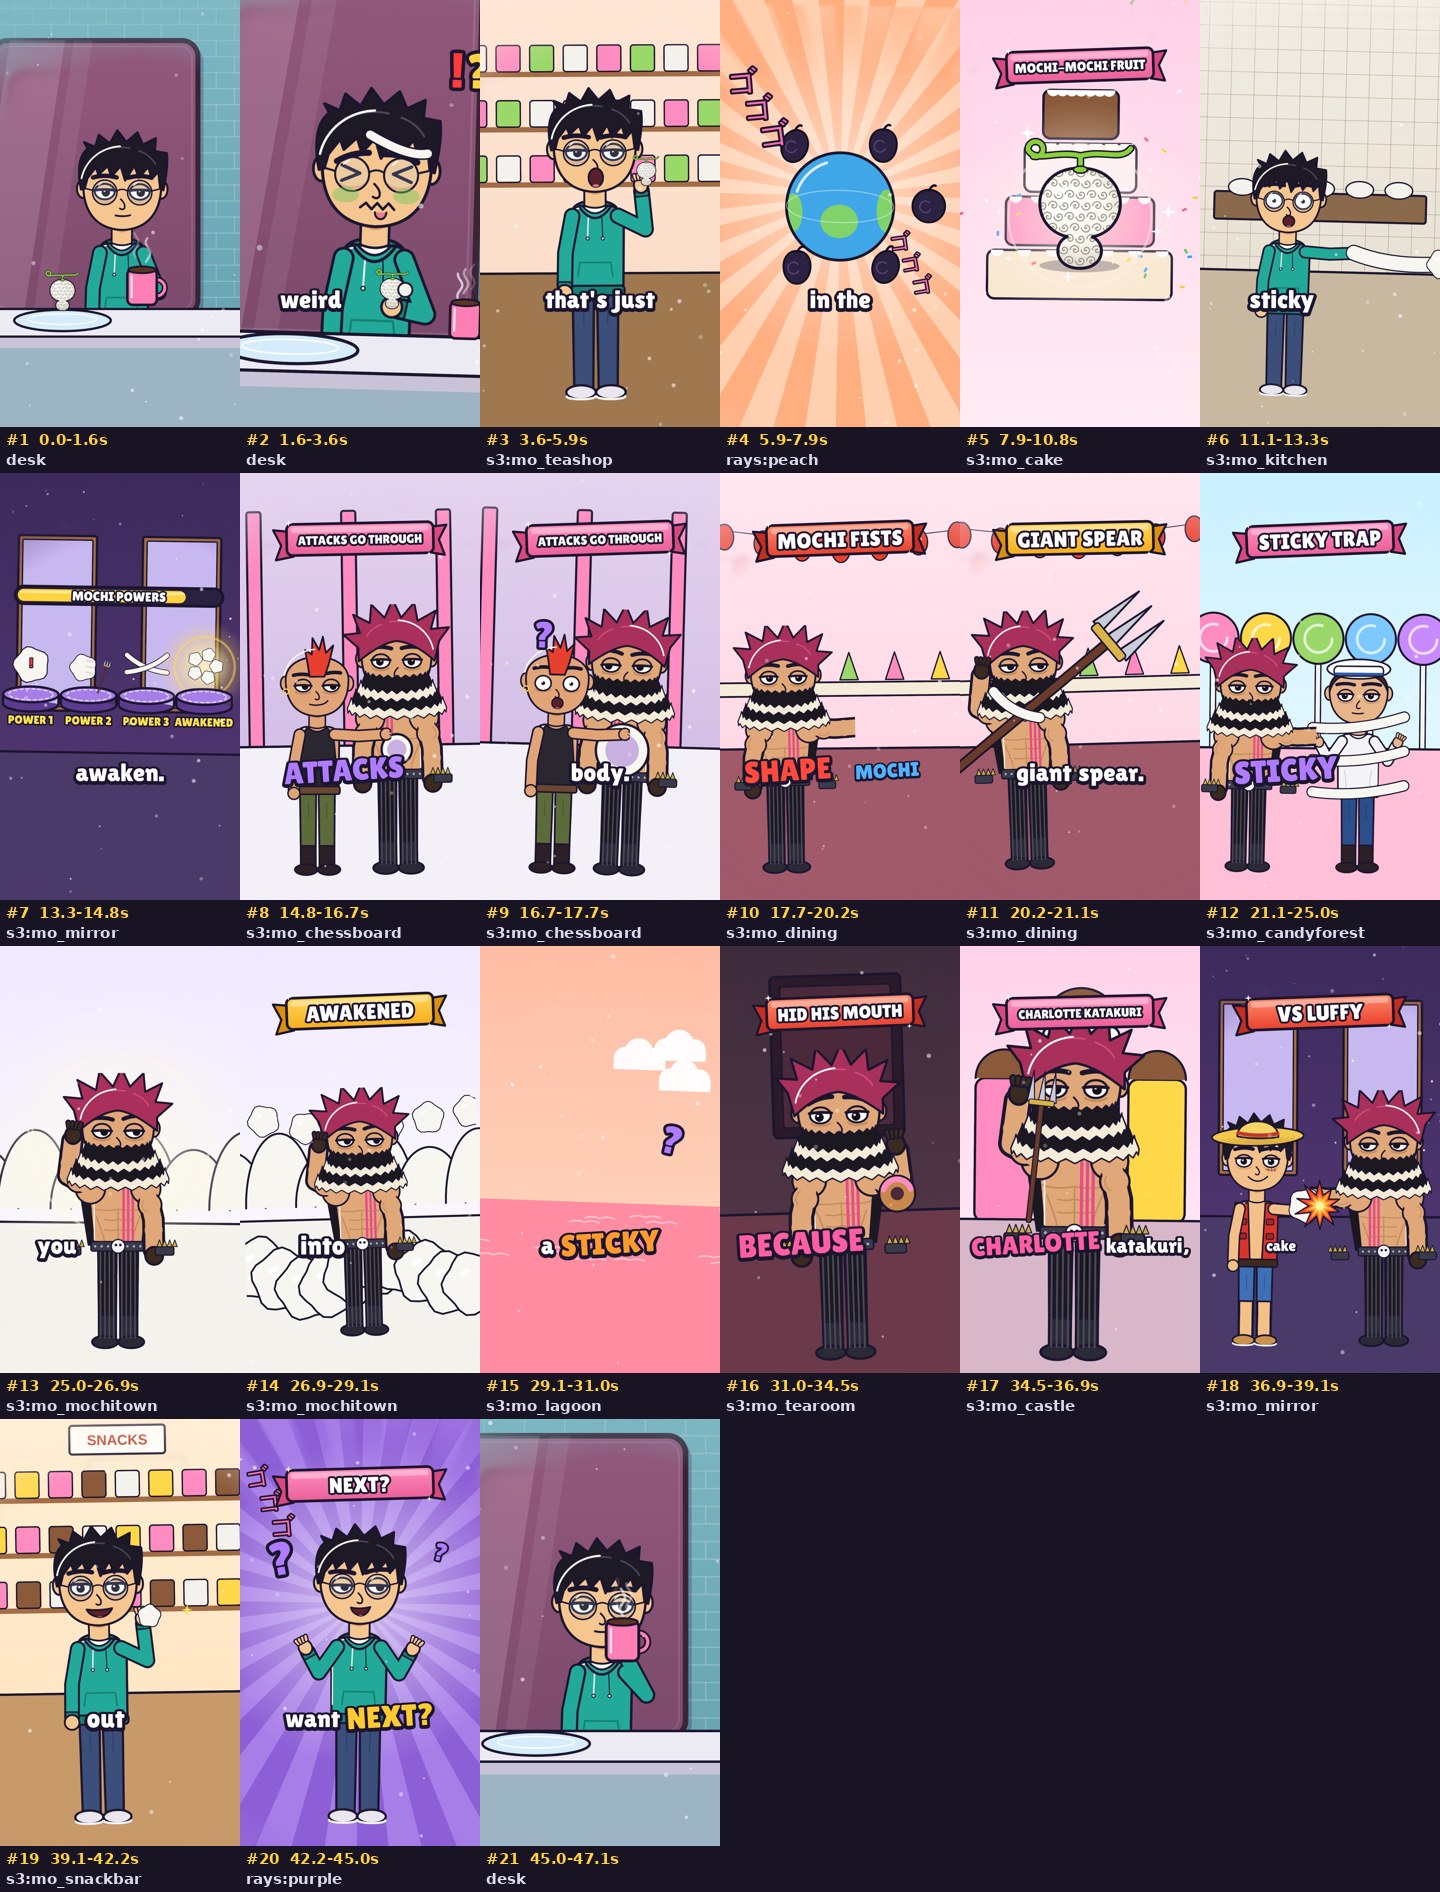 !?
weird
that's just
in the
MOCHI-MOCHI FRUIT
sticky
#1 0.0-1.6s
desk
#2 1.6-3.6s
desk
#3 3.6-5.9s
s3:mo_teashop
#4 5.9-7.9s
rays:peach
#5 7.9-10.8s
s3:mo_cake
#6 11.1-13.3s
s3:mo_kitchen
MOCHI POWERS
!
POWER 1 POWER 2 POWER 3 AWAKENED
awaken.
ATTACKS GO THROUGH
ATTACKS
ATTACKS GO THROUGH
?
body.
MOCHI FISTS
SHAPE MOCHI
GIANT SPEAR
giant spear.
STICKY TRAP
STICKY
#7 13.3-14.8s
s3:mo_mirror
#8 14.8-16.7s
s3:mo_chessboard
#9 16.7-17.7s
s3:mo_chessboard
#10 17.7-20.2s
s3:mo_dining
#11 20.2-21.1s
s3:mo_dining
#12 21.1-25.0s
s3:mo_candyforest
you
AWAKENED
into
?
a STICKY
HID HIS MOUTH
BECAUSE
CHARLOTTE KATAKURI
CHARLOTTE katakuri,
VS LUFFY
cake
#13 25.0-26.9s
s3:mo_mochitown
#14 26.9-29.1s
s3:mo_mochitown
#15 29.1-31.0s
s3:mo_lagoon
#16 31.0-34.5s
s3:mo_tearoom
#17 34.5-36.9s
s3:mo_castle
#18 36.9-39.1s
s3:mo_mirror
SNACKS
out
NEXT?
?
?
want NEXT?
#19 39.1-42.2s
s3:mo_snackbar
#20 42.2-45.0s
rays:purple
#21 45.0-47.1s
desk